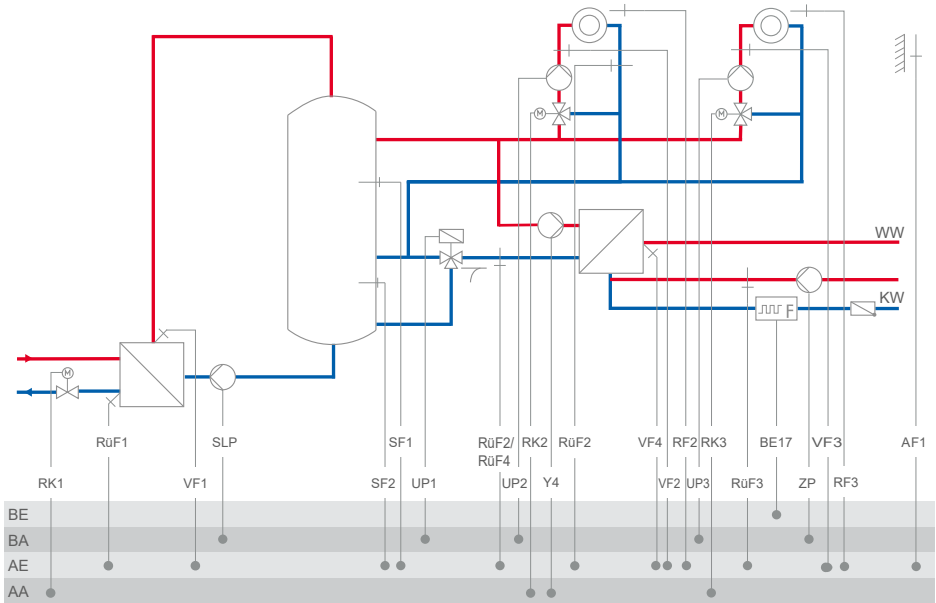 M
M
WW
KW
F
M
RüF1
SLP
SF1
RüF2/
RüF4
RK2
RüF2
VF4
RF2
RK3
BE17
VF3
AF1
RK1
VF1
SF2
UP1
UP2
Y4
VF2
UP3
RüF3
ZP
RF3
BE
BA
AE
AA